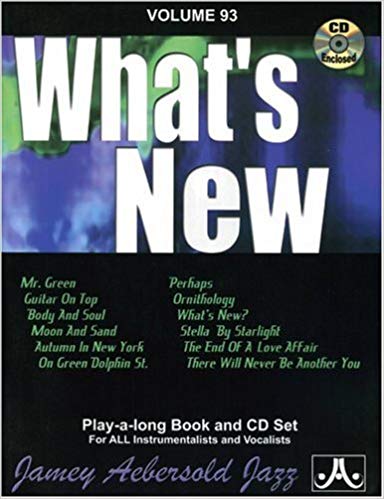 VOLUME 93
CD
Enclosed
What's
New
Mr. Green
Guitar On Top
Body And Soul
Moon And Sand
Autumn In New York
On Green Dolphin St.
Perhaps
Ornithology
What's New?
Stella By Starlight
The End Of A Love Affair
There Will Never Be Another You
Play-a-long Book and CD Set
For ALL Instrumentalists and Vocalists
Jamey Aebersold Jazz